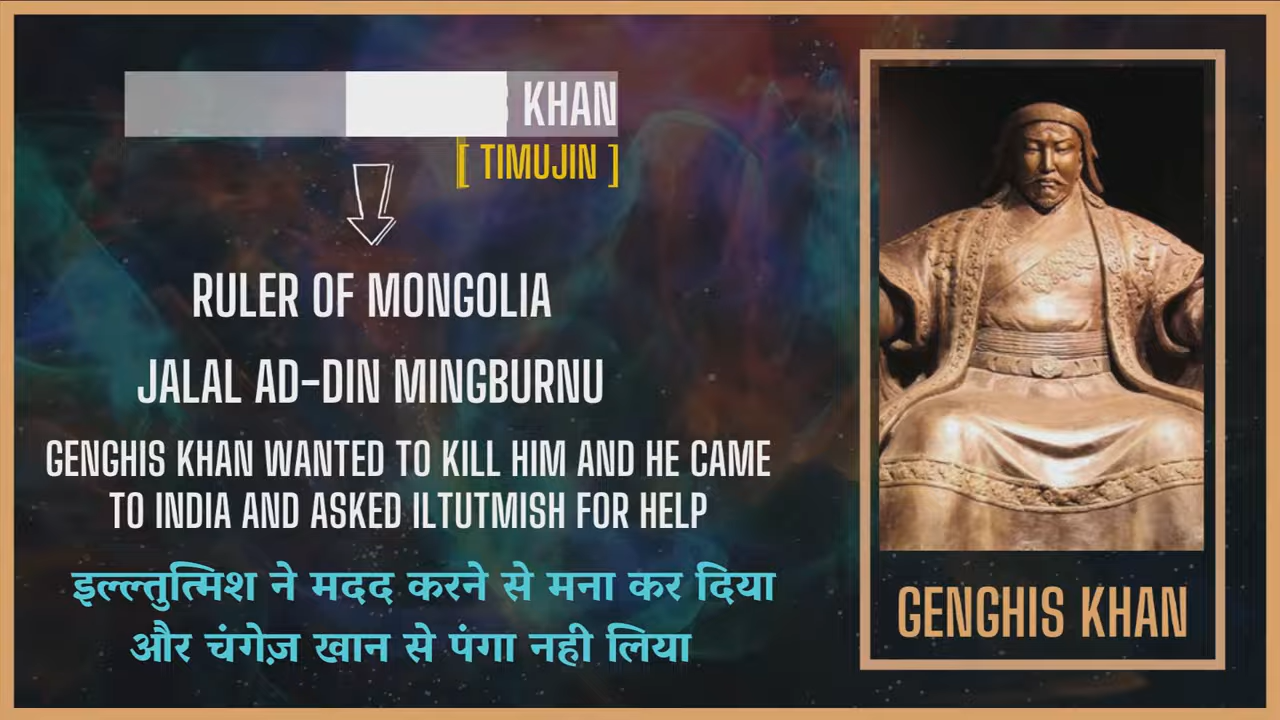 KHAN
[ TIMUJIN ]
RULER OF MONGOLIA
JALAL AD-DIN MINGBURNU
GENGHIS KHAN WANTED TO KILL HIM AND HE CAME
TO INDIA AND ASKED ILTUTMISH FOR HELP
इल्ल्तुत्मिश ने मदद करने से मना कर दिया
और चंगेज़ खान से पंगा नही लिया
GENGHIS KHAN